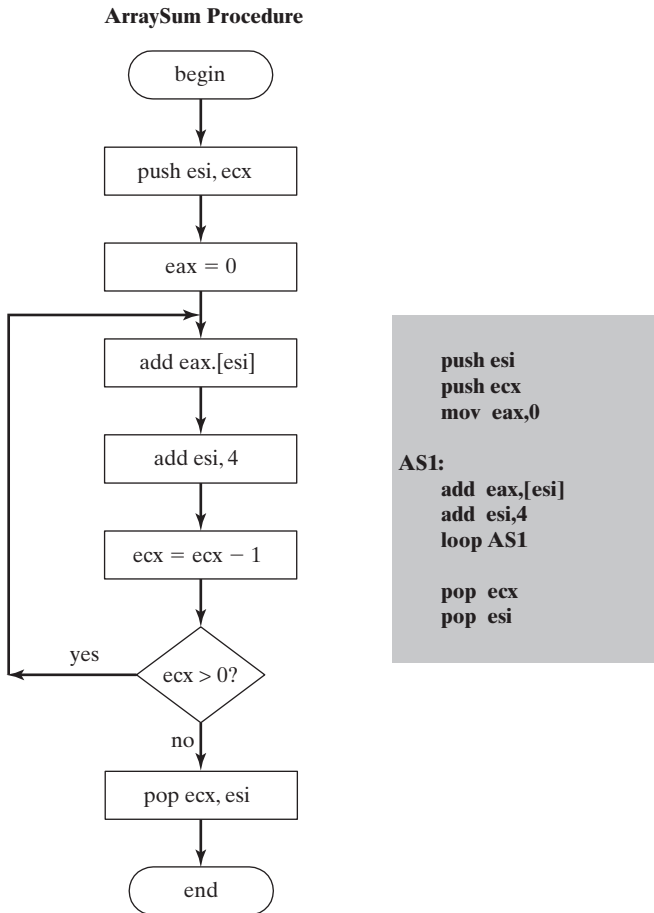 ArraySum Procedure
begin
push esi, ecx
eax = 0
add eax.[esi]
add esi, 4
ecx = ecx − 1
yes
ecx > 0?
no
pop ecx, esi
end
push esi
push ecx
mov eax,0
AS1:
add eax,[esi]
add esi,4
loop AS1
pop ecx
pop esi